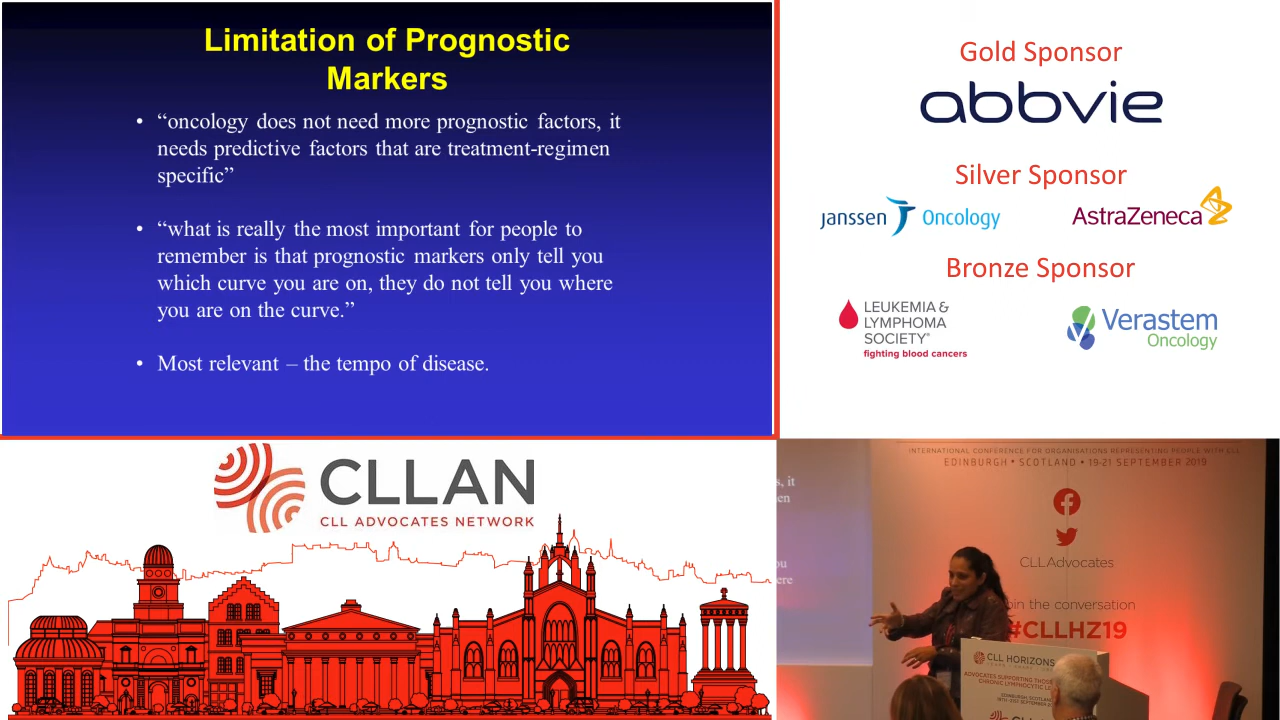 Limitation of Prognostic
Markers
• “oncology does not need more prognostic factors, it
needs predictive factors that are treatment-regimen
specific”
• “what is really the most important for people to
remember is that prognostic markers only tell you
which curve you are on, they do not tell you where
you are on the curve.”
• Most relevant – the tempo of disease.
Gold Sponsor
abbvie
Silver Sponsor
janssen Oncology
AstraZeneca
Bronze Sponsor
LEUKEMIA &
LYMPHOMA
SOCIETY®
fighting blood cancers
Verastem
Oncology
CLLAN
CLL ADVOCATES NETWORK
INTERNATIONAL CONFERENCE FOR ORGANISATIONS REPRESENTING PEOPLE WITH CLL
EDINBURGH • SCOTLAND • 19-21 SEPTEMBER 2019
CLLAdvocates
join the conversation
#CLLHZ19
s, it
en
ou
ere
CLL HORIZONS
ADVOCATES SUPPORTING THOSE